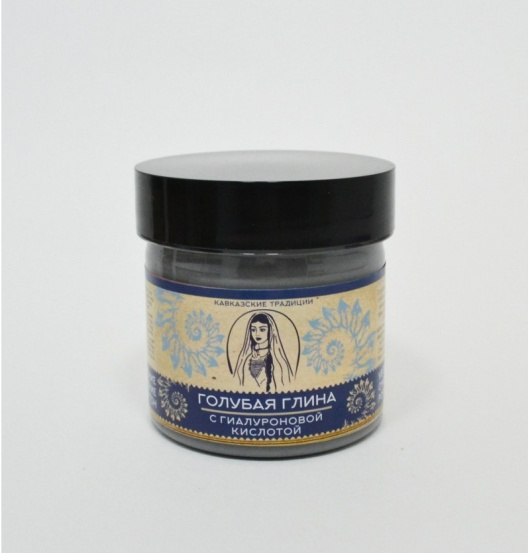 КАВКАЗСКИЕ ТРАДИЦИИ
ГОЛУБАЯ ГЛИНА
С ГИАЛУРОНОВОЙ
КИСЛОТОЙ